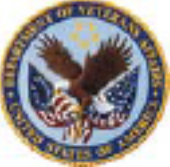 DEPARTMENT OF VETERANS AFFAIRS
UNITED STATES OF AMERICA